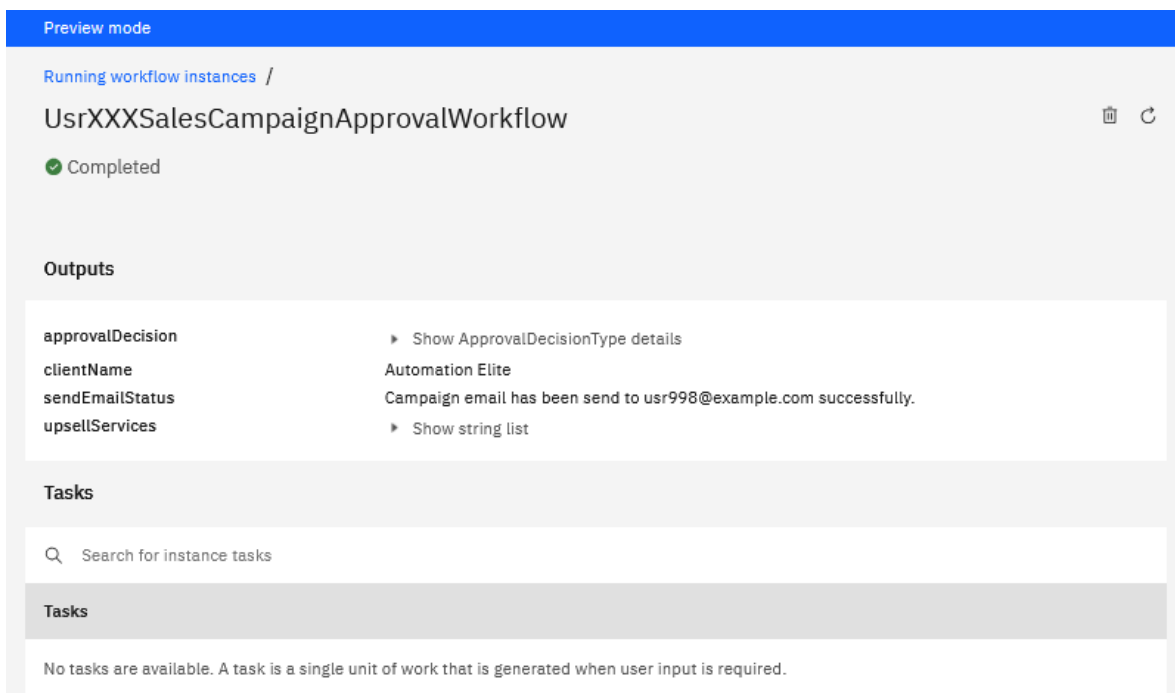 Preview mode
Running workflow instances /
UsrXXXSalesCampaignApprovalWorkflow
Completed
Outputs
approvalDecision Show ApprovalDecisionType details
clientName Automation Elite
sendEmailStatus Campaign email has been send to usr998@example.com successfully.
upsellServices Show string list
Tasks
Search for instance tasks
Tasks
No tasks are available. A task is a single unit of work that is generated when user input is required.